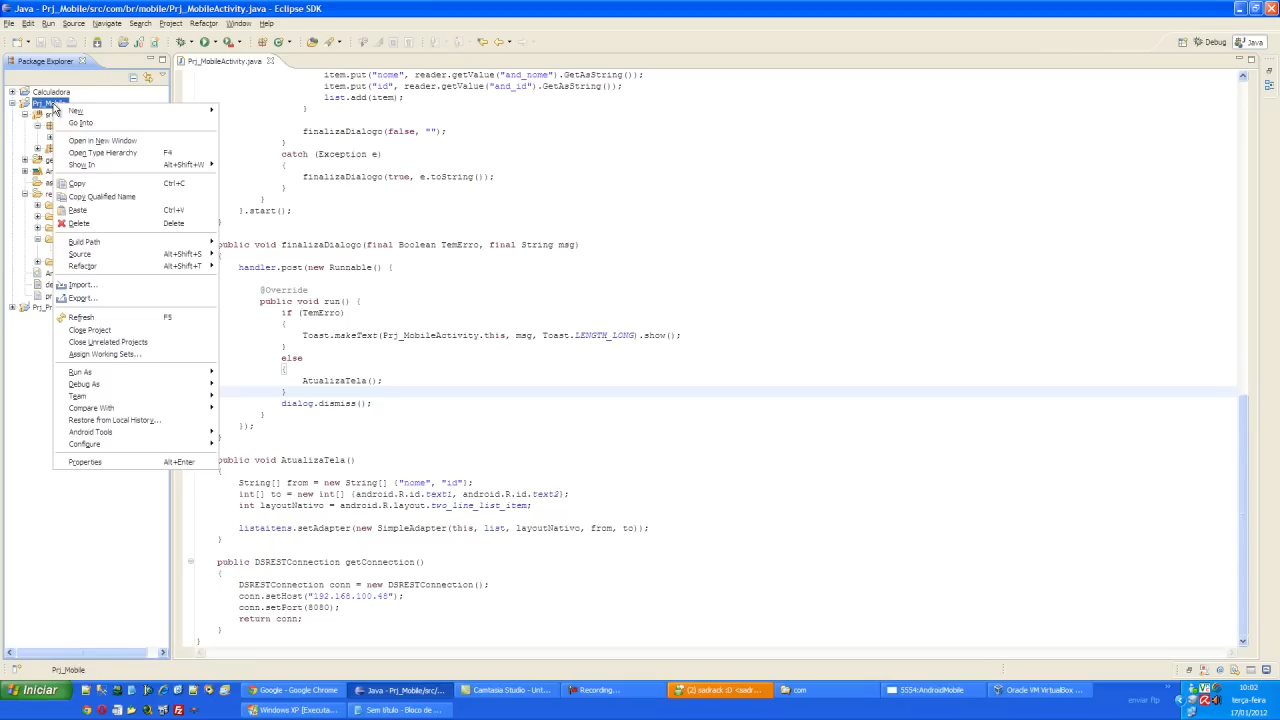 Java - Prj_Mobile/src/com/br/mobile/Prj_MobileActivity.java - Eclipse SDK
File Edit Run Source Navigate Search Project Refactor Window Help
Debug Java
Package Explorer
Prj_MobileActivity.java
Calculadora
Prj_Mobile
New
Go Into
Open in New Window
Open Type Hierarchy F4
Show In Alt+Shift+W
Copy Ctrl+C
Copy Qualified Name
Paste Ctrl+V
Delete Delete
Build Path
Source Alt+Shift+S
Refactor Alt+Shift+T
Import...
Export...
Refresh F5
Close Project
Close Unrelated Projects
Assign Working Sets...
Run As
Debug As
Team
Compare With
Restore from Local History...
Android Tools
Configure
Properties Alt+Enter
item.put("nome", reader.getValue("and_nome").GetAsString());
item.put("id", reader.getValue("and_id").GetAsString());
list.add(item);
}
finalizaDialogo(false, "");
}
catch (Exception e)
{
finalizaDialogo(true, e.toString());
}
}
}.start();
}
public void finalizaDialogo(final Boolean TemErro, final String msg)
{
handler.post(new Runnable() {
@Override
public void run() {
if (TemErro)
{
Toast.makeText(Prj_MobileActivity.this, msg, Toast.LENGTH_LONG).show();
}
else
{
AtualizaTela();
}
dialog.dismiss();
}
});
}
public void AtualizaTela()
{
String[] from = new String[] {"nome", "id"};
int[] to = new int[] {android.R.id.text1, android.R.id.text2};
int layoutNativo = android.R.layout.two_line_list_item;
listaitens.setAdapter(new SimpleAdapter(this, list, layoutNativo, from, to));
}
public DSRESTConnection getConnection()
{
DSRESTConnection conn = new DSRESTConnection();
conn.setHost("192.168.100.48");
conn.setPort(8080);
return conn;
}
}
Prj_Mobile
Iniciar
Google - Google Chrome
Java - Prj_Mobile/src/...
Camtasia Studio - Unt...
Recording...
(2) sadrack :D <sadr...
com
5554:AndroidMobile
Oracle VM VirtualBox ...
Windows XP [Executa...
Sem título - Bloco de ...
enviar ftp
10:02
terça-feira
17/01/2012